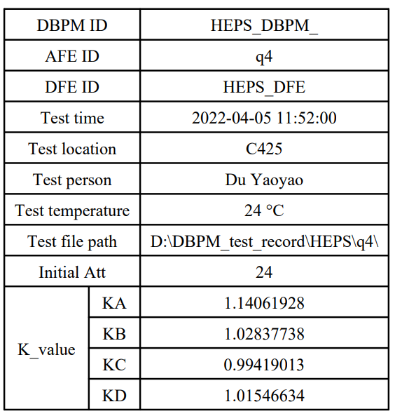 DBPM ID HEPS_DBPM_
AFE ID q4
DFE ID HEPS_DFE
Test time 2022-04-05 11:52:00
Test location C425
Test person Du Yaoyao
Test temperature 24 °C
Test file path D:\DBPM_test_record\HEPS\q4\
Initial Att 24
K_value
KA 1.14061928
KB 1.02837738
KC 0.99419013
KD 1.01546634